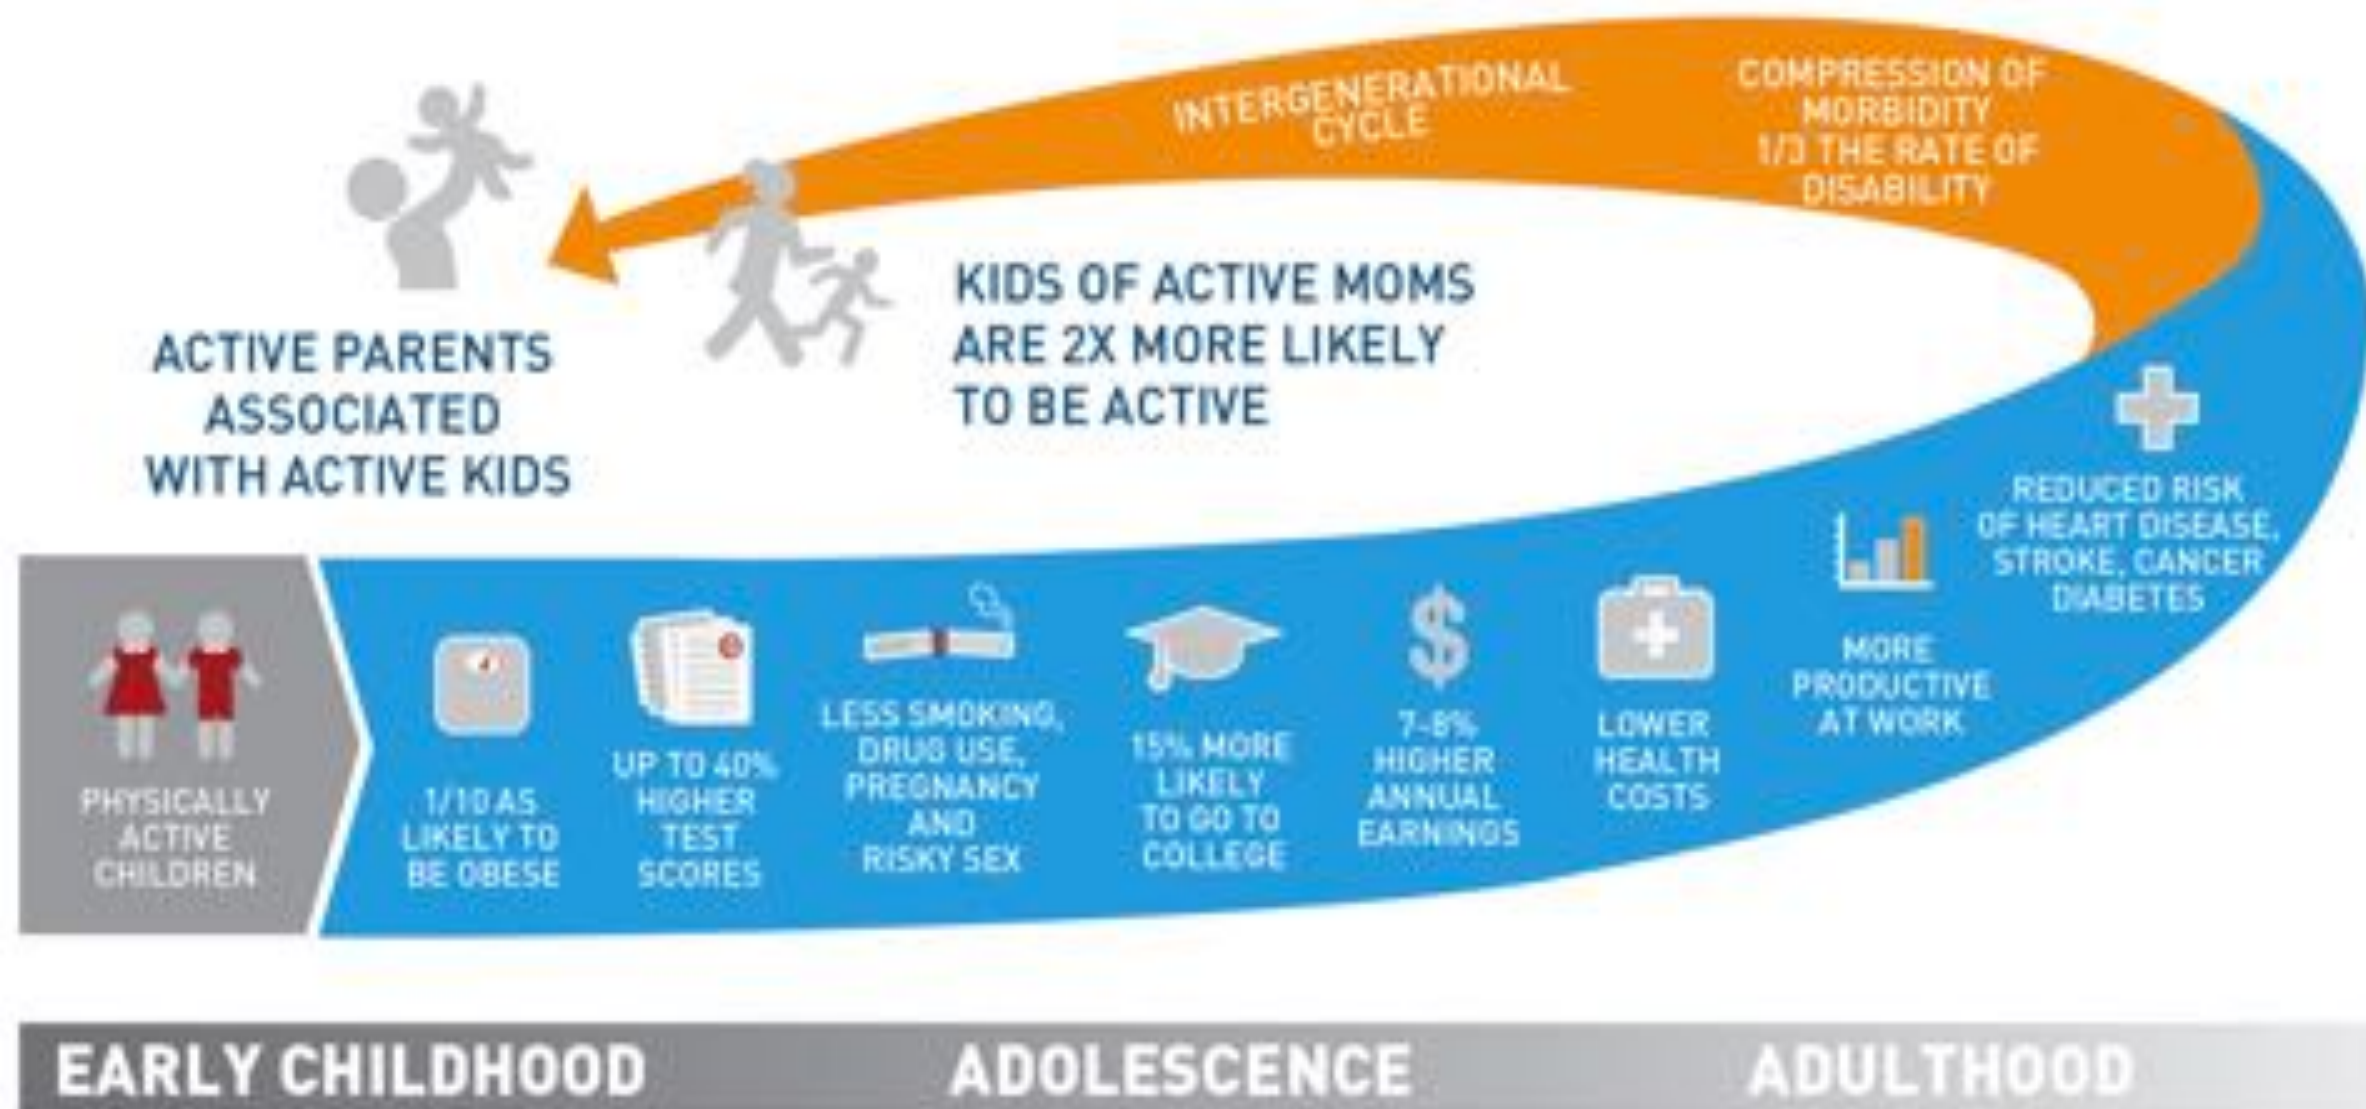 INTERGENERATIONAL
CYCLE
COMPRESSION OF
MORBIDITY
1/3 THE RATE OF
DISABILITY
KIDS OF ACTIVE MOMS
ARE 2X MORE LIKELY
TO BE ACTIVE
ACTIVE PARENTS
ASSOCIATED
WITH ACTIVE KIDS
PHYSICALLY
ACTIVE
CHILDREN
1/10 AS
LIKELY TO
BE OBESE
UP TO 40%
HIGHER
TEST
SCORES
LESS SMOKING,
DRUG USE,
PREGNANCY
AND
RISKY SEX
15% MORE
LIKELY
TO GO TO
COLLEGE
$
7-8%
HIGHER
ANNUAL
EARNINGS
LOWER
HEALTH
COSTS
MORE
PRODUCTIVE
AT WORK
REDUCED RISK
OF HEART DISEASE,
STROKE, CANCER
DIABETES
EARLY CHILDHOOD
ADOLESCENCE
ADULTHOOD